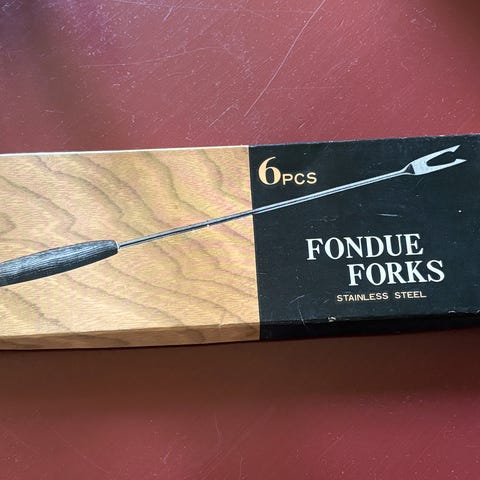 6PCS
FONDUE
FORKS
STAINLESS STEEL